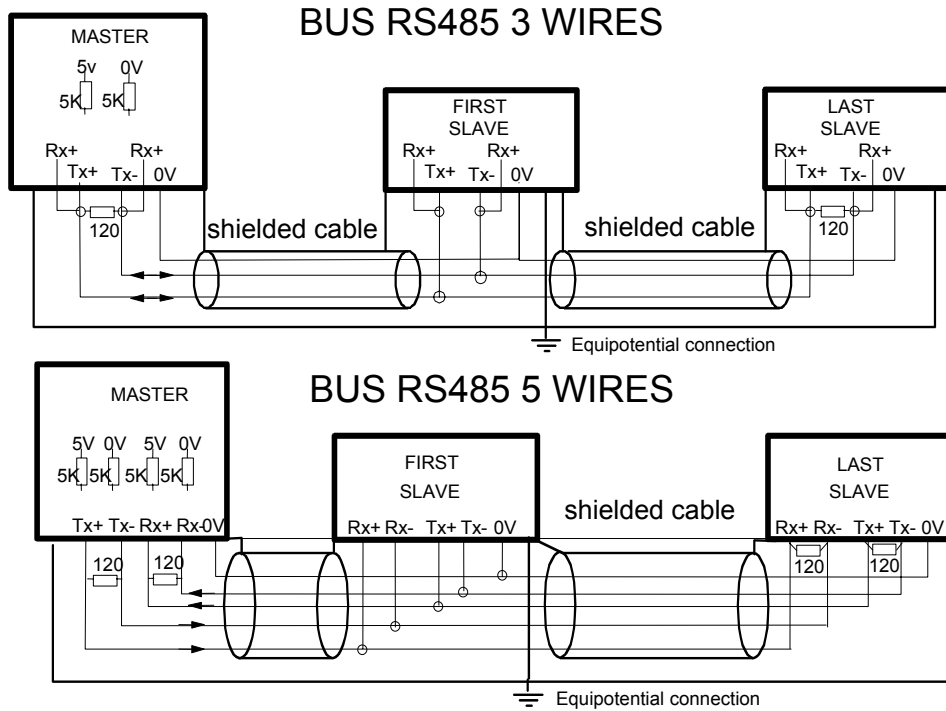 BUS RS485 3 WIRES
MASTER
5v 0V
5K 5K
Rx+ Rx+
Tx+ Tx- 0V
120
FIRST
SLAVE
Rx+ Rx+
Tx+ Tx- 0V
LAST
SLAVE
Rx+ Rx+
Tx+ Tx- 0V
120
shielded cable
shielded cable
Equipotential connection
BUS RS485 5 WIRES
MASTER
5V 0V 5V 0V
5K 5K 5K 5K
Tx+ Tx- Rx+ Rx-0V
120 120
FIRST
SLAVE
Rx+ Rx- Tx+ Tx- 0V
shielded cable
LAST
SLAVE
Rx+ Rx- Tx+ Tx- 0V
120 120
Equipotential connection